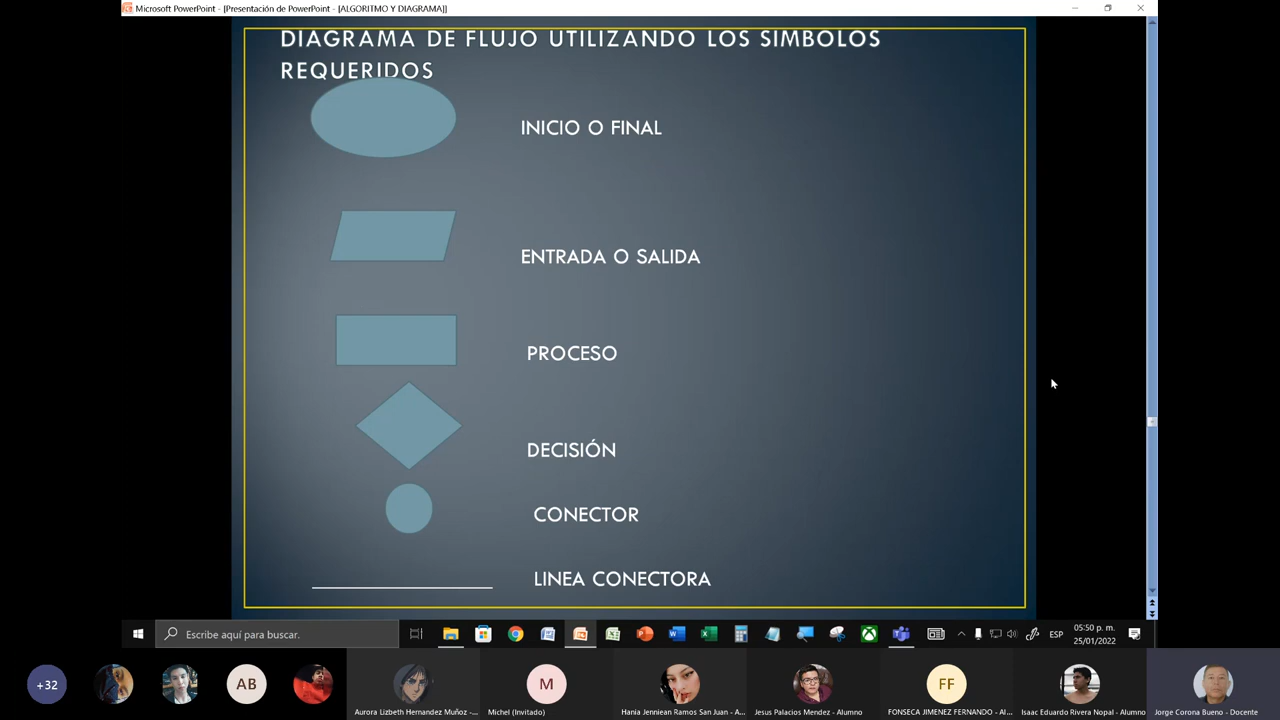 Microsoft PowerPoint - [Presentación de PowerPoint - [ALGORITMO Y DIAGRAMA]]
DIAGRAMA DE FLUJO UTILIZANDO LOS SIMBOLOS
REQUERIDOS
INICIO O FINAL
ENTRADA O SALIDA
PROCESO
DECISIÓN
CONECTOR
LINEA CONECTORA
Escribe aquí para buscar.
ESP
05:50 p. m.
25/01/2022
+32
AB
M
FF
Aurora Lizbeth Hernandez Muñoz -...
Michel (Invitado)
Hania Jenniean Ramos San Juan - A...
Jesus Palacios Mendez - Alumno
FONSECA JIMENEZ FERNANDO - Al...
Isaac Eduardo Rivera Nopal - Alumno
Jorge Corona Bueno - Docente